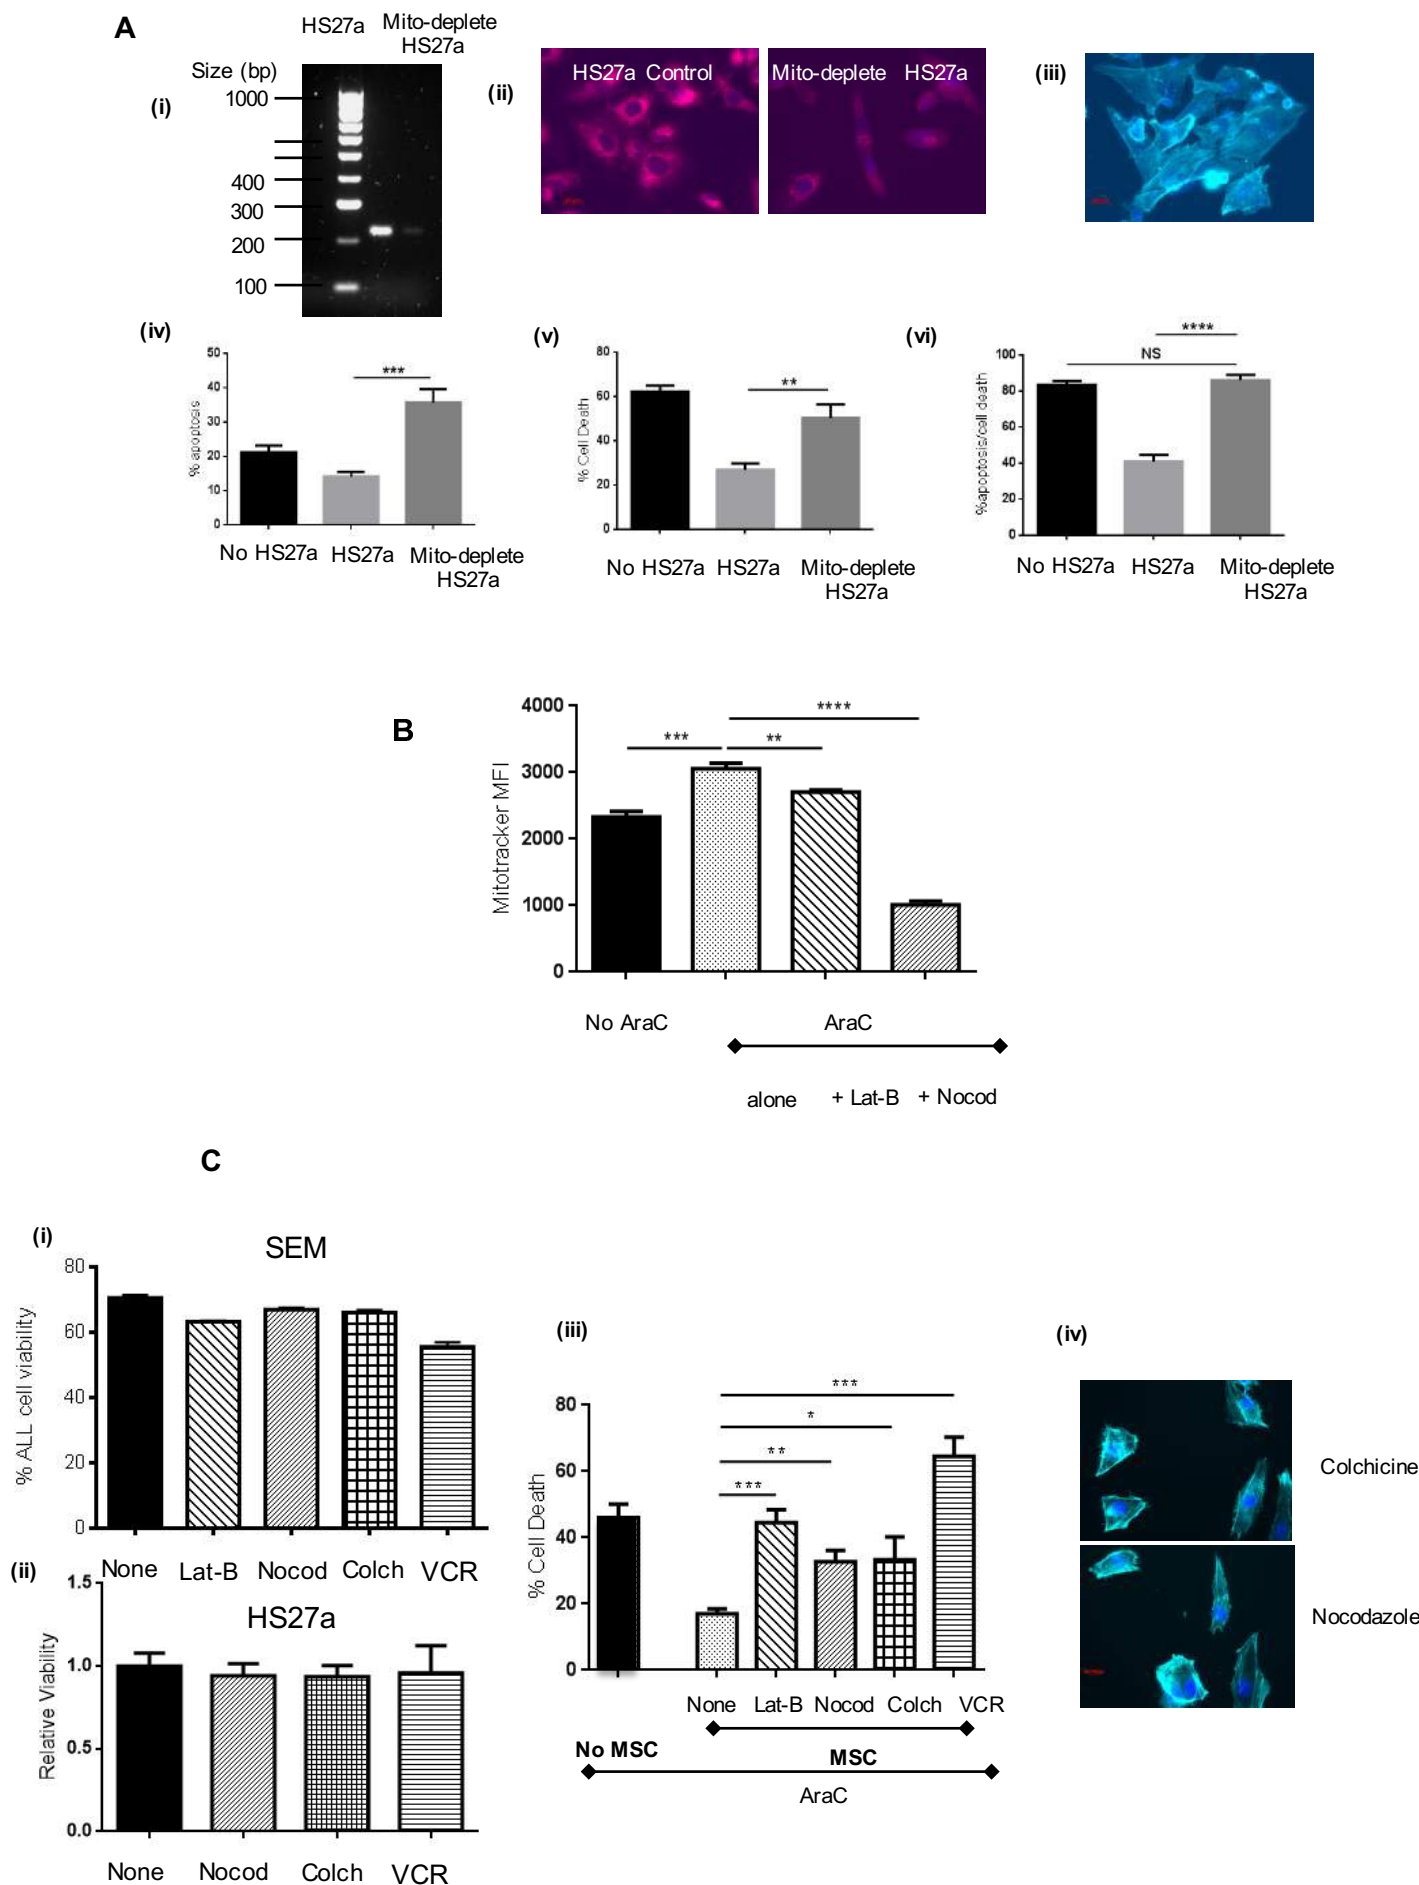 A
HS27a
Mito-deplete
HS27a
Size (bp)
(i)
1000
400
300
200
100
(ii)
HS27a Control
Mito-deplete HS27a
(iii)
(iv)
50
40
30
20
10
0
% apoptosis
***
No HS27a
HS27a
Mito-deplete
HS27a
(v)
80
60
40
20
0
% Cell Death
**
No HS27a
HS27a
Mito-deplete
HS27a
(vi)
100
80
60
40
20
0
%apoptosis/cell death
****
NS
No HS27a
HS27a
Mito-deplete
HS27a
B
4000
3000
2000
1000
0
Mitotracker MFI
****
***
**
No AraC
AraC
alone
+ Lat-B
+ Nocod
C
(i)
SEM
80
60
40
20
0
% ALL cell viability
None
Lat-B
Nocod
Colch
VCR
(ii)
HS27a
1.5
1.0
0.5
0.0
Relative Viability
None
Nocod
Colch
VCR
(iii)
80
60
40
20
0
% Cell Death
***
*
**
***
None
Lat-B
Nocod
Colch
VCR
No MSC
MSC
AraC
(iv)
Colchicine
Nocodazole